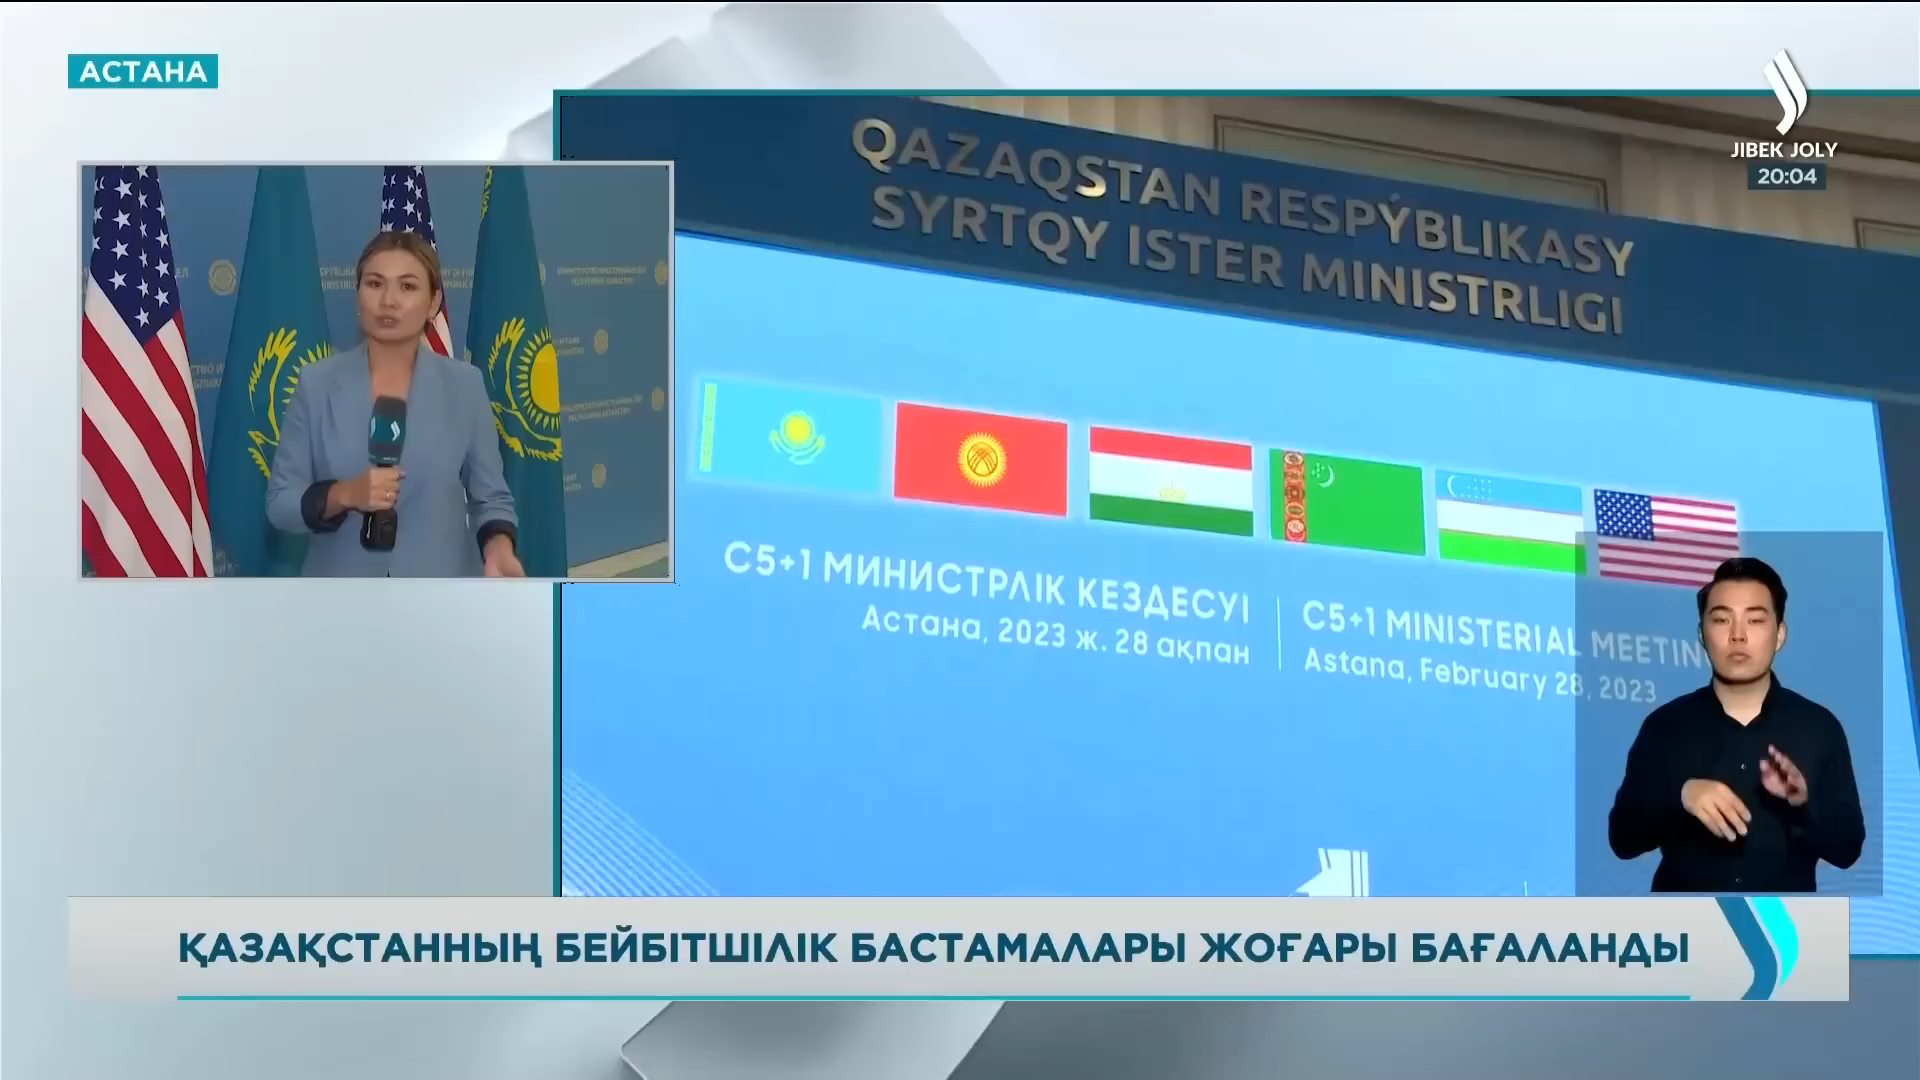 АСТАНА
JIBEK JOLY
20:04
QAZAQSTAN RESPÝBLIKASY
SYRTQY ISTER MINISTRLIGI
С5+1 МИНИСТРЛІК КЕЗДЕСУІ
Астана, 2023 ж. 28 ақпан
C5+1 MINISTERIAL MEETIN
Astana, February 28, 2023
ҚАЗАҚСТАННЫҢ БЕЙБІТШІЛІК БАСТАМАЛАРЫ ЖОҒАРЫ БАҒАЛАНДЫ